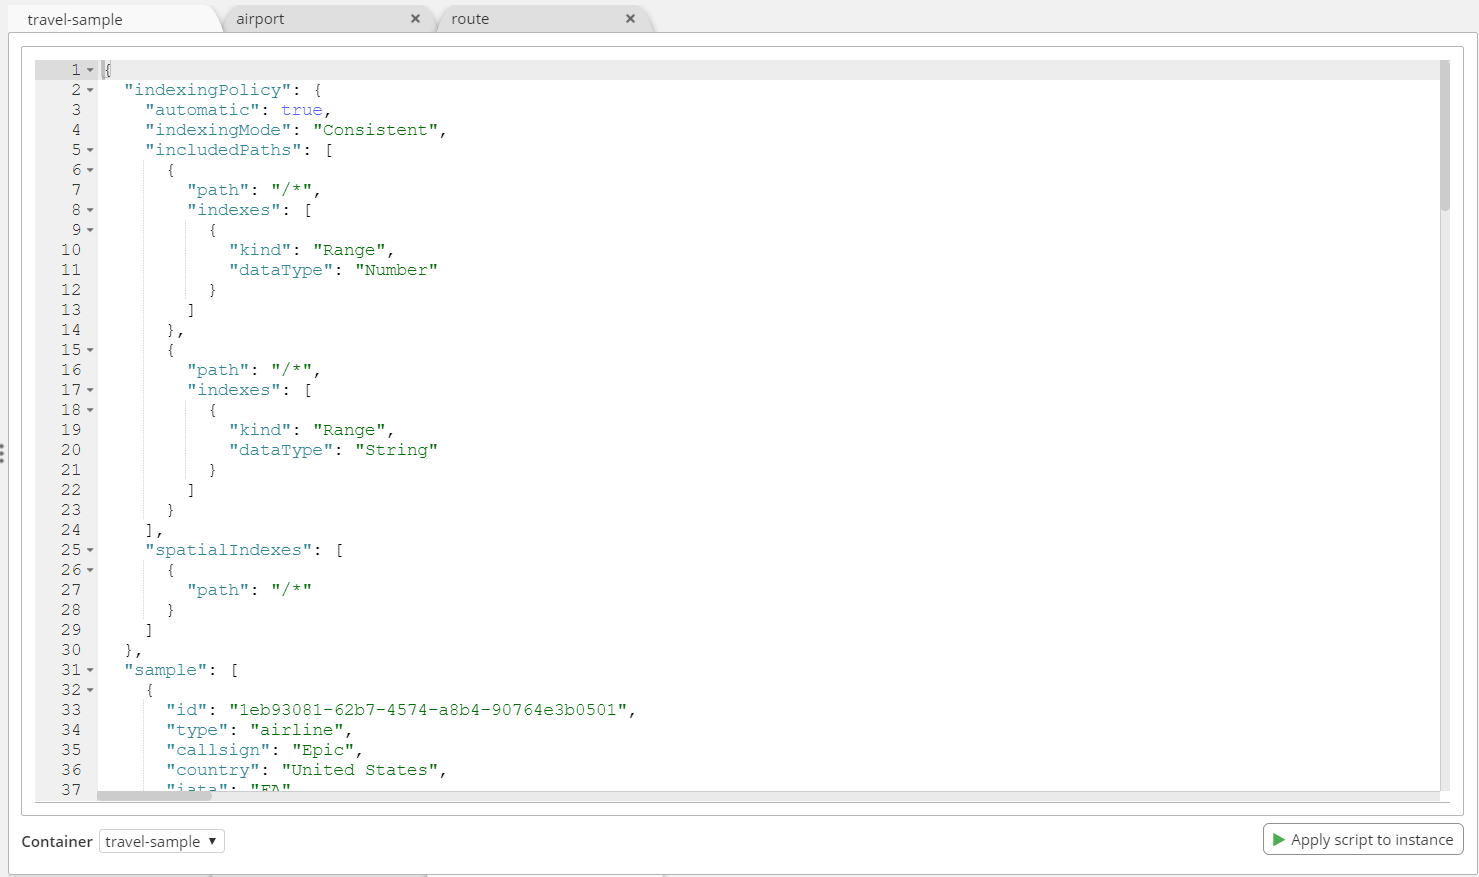 travel-sample airport × route ×
1 {
2 "indexingPolicy": {
3 "automatic": true,
4 "indexingMode": "Consistent",
5 "includedPaths": [
6 {
7 "path": "/*",
8 "indexes": [
9 {
10 "kind": "Range",
11 "dataType": "Number"
12 }
13 ]
14 },
15 {
16 "path": "/*",
17 "indexes": [
18 {
19 "kind": "Range",
20 "dataType": "String"
21 }
22 ]
23 }
24 ],
25 "spatialIndexes": [
26 {
27 "path": "/*"
28 }
29 ]
30 },
31 "sample": [
32 {
33 "id": "1eb93081-62b7-4574-a8b4-90764e3b0501",
34 "type": "airline",
35 "callsign": "Epic",
36 "country": "United States",
37 "iata": "FA"
Container travel-sample ▼ Apply script to instance